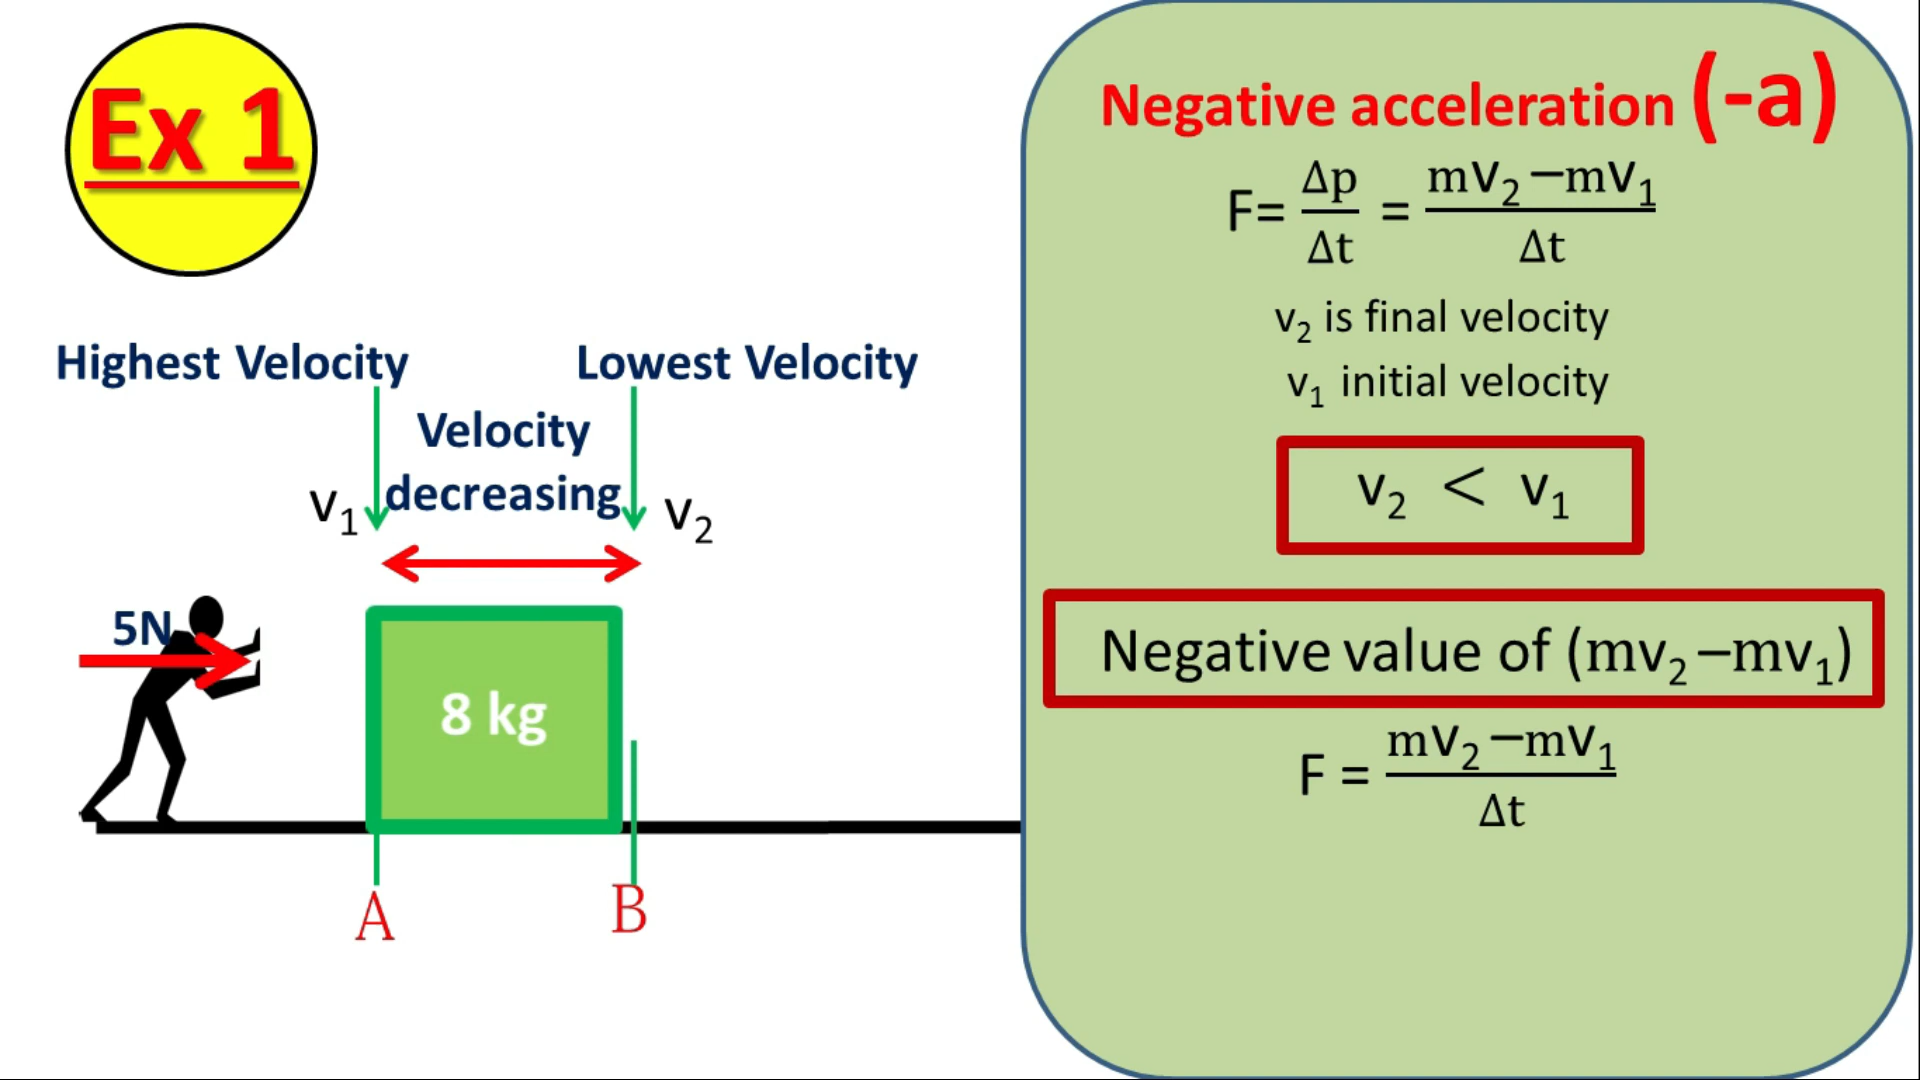 Ex 1
Highest Velocity
Lowest Velocity
Velocity
decreasing
v₁
v₂
5N
8 kg
A
B
Negative acceleration (-a)
F= Δp/Δt = mv₂−mv₁/Δt
v₂ is final velocity
v₁ initial velocity
v₂ < v₁
Negative value of (mv₂−mv₁)
F = mv₂−mv₁/Δt